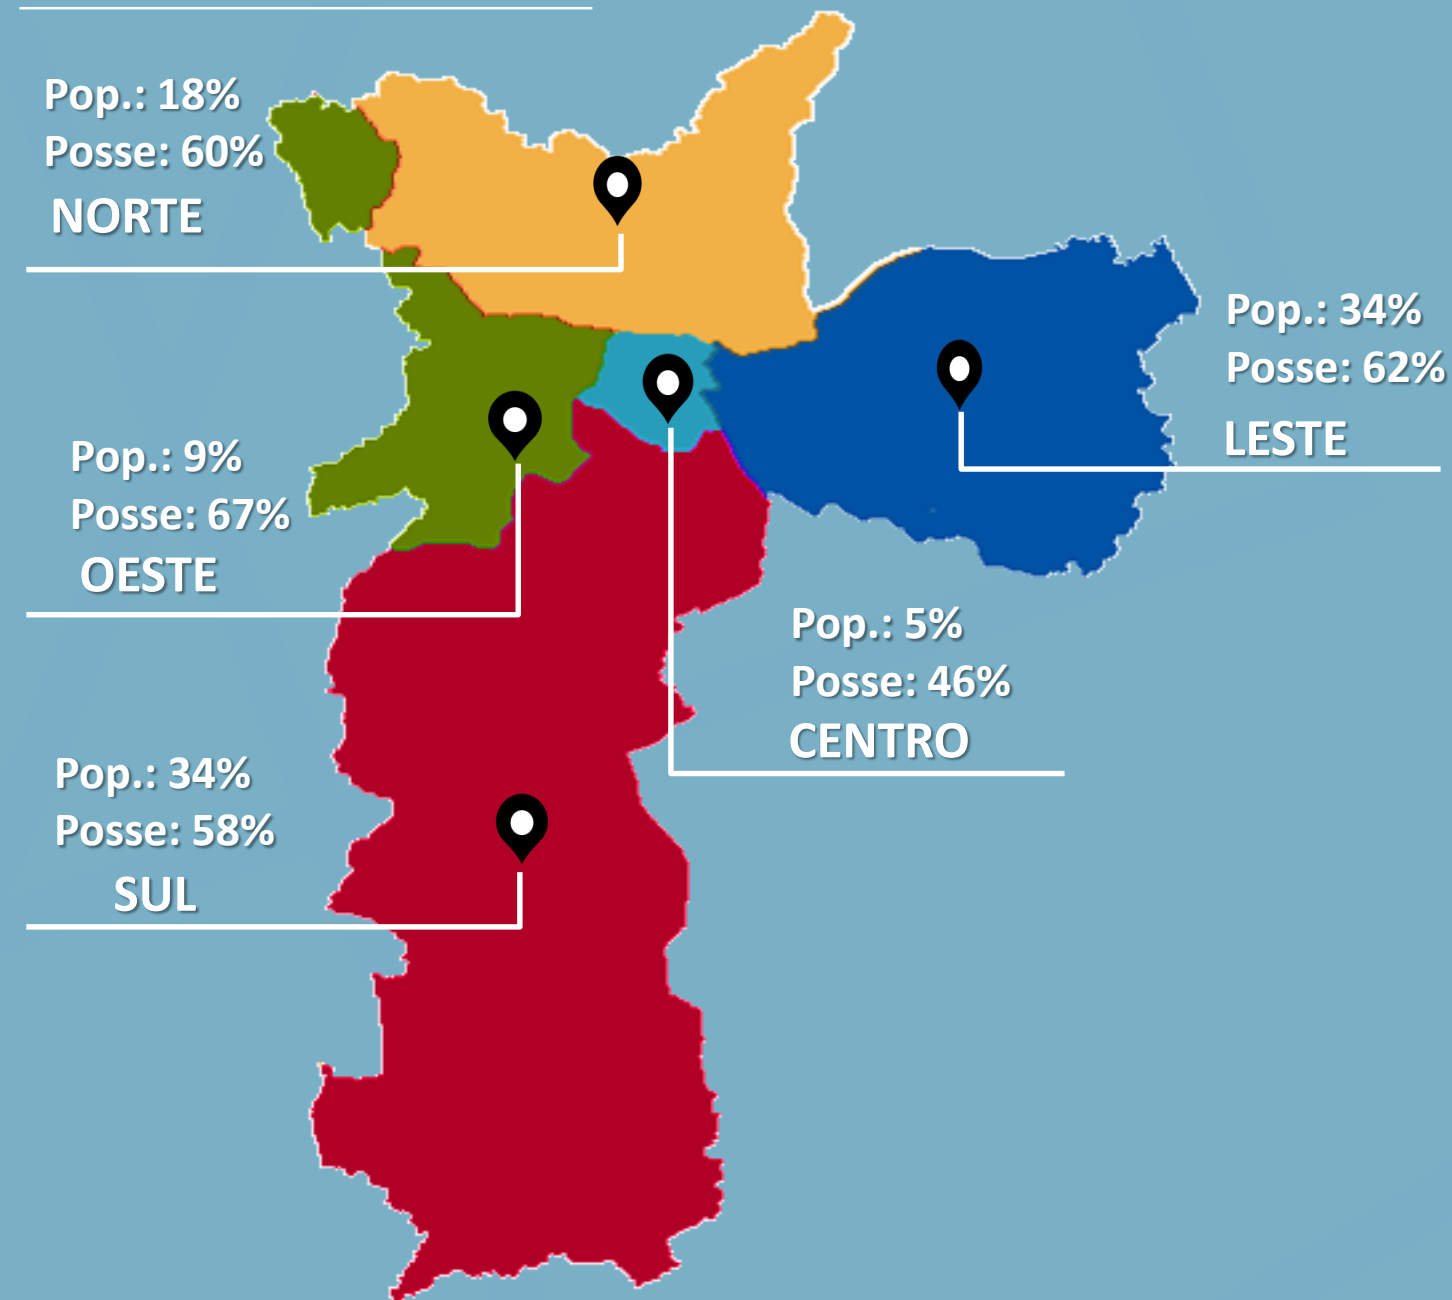 Pop.: 18%
Posse: 60%
NORTE
Pop.: 34%
Posse: 62%
LESTE
Pop.: 9%
Posse: 67%
OESTE
Pop.: 5%
Posse: 46%
CENTRO
Pop.: 34%
Posse: 58%
SUL